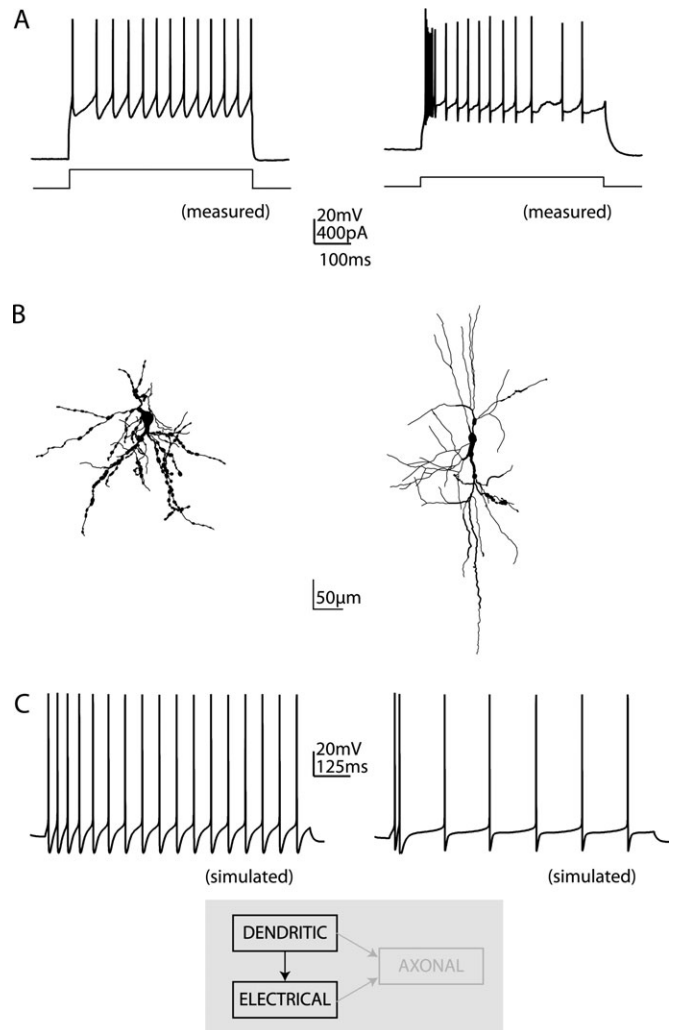 A
(measured)
(measured)
20mV
400pA
100ms
B
50µm
C
20mV
125ms
(simulated)
(simulated)
DENDRITIC
AXONAL
ELECTRICAL